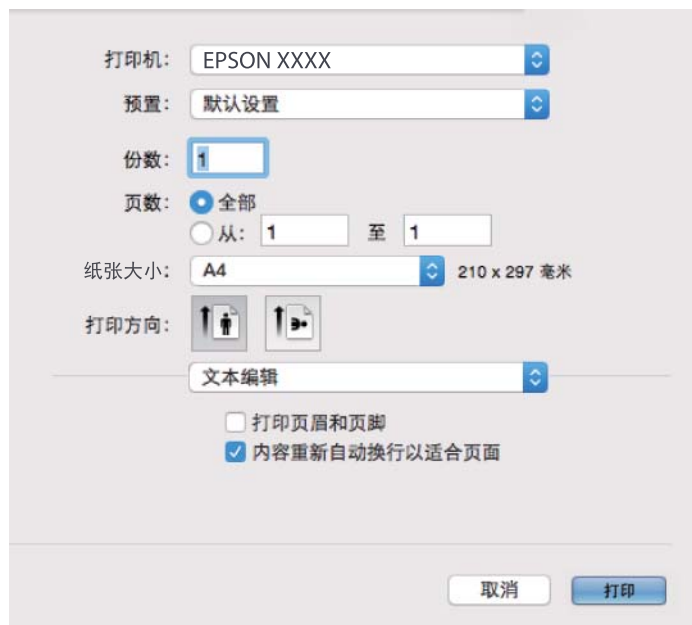 打印机： EPSON XXXX
预置： 默认设置
份数： 1
页数： 全部
从： 1 至 1
纸张大小： A4 210 x 297 毫米
打印方向：
文本编辑
打印页眉和页脚
内容重新自动换行以适合页面
取消 打印